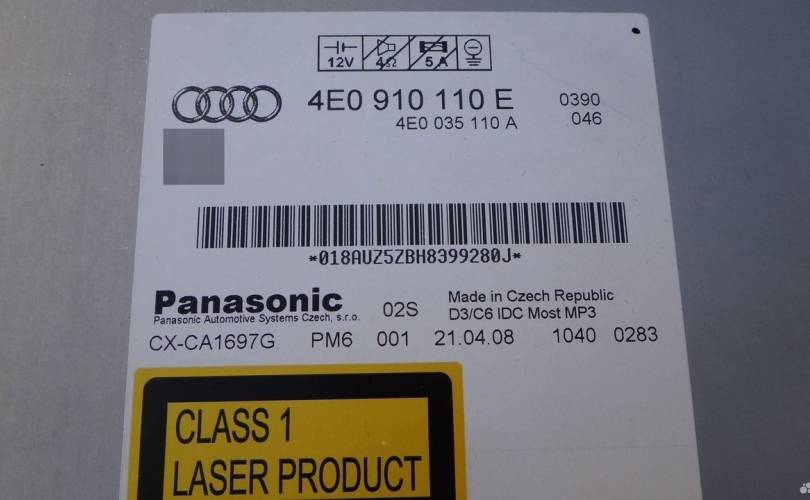 12V 4Ω 5A
4E0 910 110 E 0390
4E0 035 110 A 046
*018AUZ5ZBH8399280J*
Panasonic 02S Made in Czech Republic
Panasonic Automotive Systems Czech, s.r.o. D3/C6 IDC Most MP3
CX-CA1697G PM6 001 21.04.08 1040 0283
CLASS 1
LASER PRODUCT